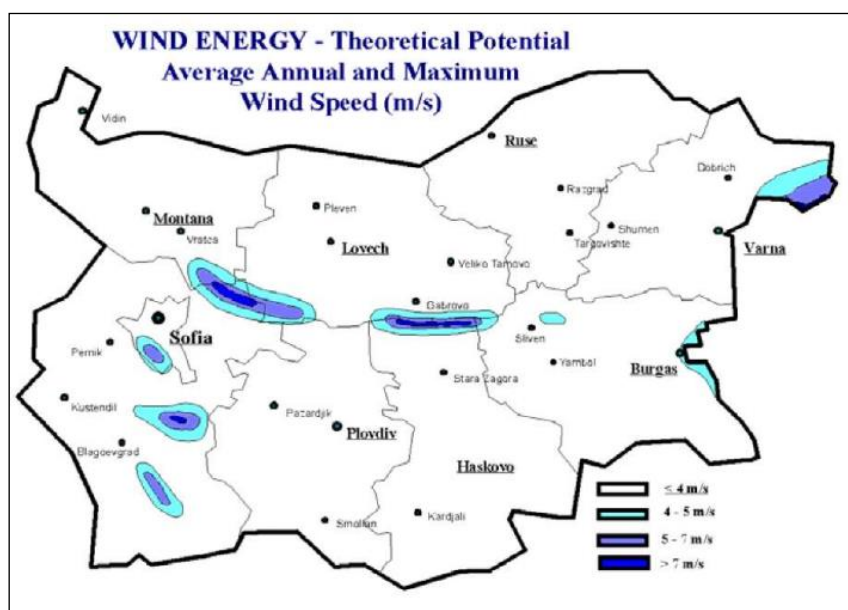 WIND ENERGY - Theoretical Potential
Average Annual and Maximum
Wind Speed (m/s)
Vidin
Ruse
Dobrich
Razgrad
Montana
Pleven
Vratca
Lovech
Shumen
Targovishte
Varna
Veliko Tarnovo
Gabrovo
Sofia
Sliven
Pernik
Yambol
Burgas
Stara Zagora
Kustendil
Pazardjik
Plovdiv
Blagoevgrad
Haskovo
Kardjali
Smollun
≤ 4 m/s
4 - 5 m/s
5 - 7 m/s
> 7 m/s